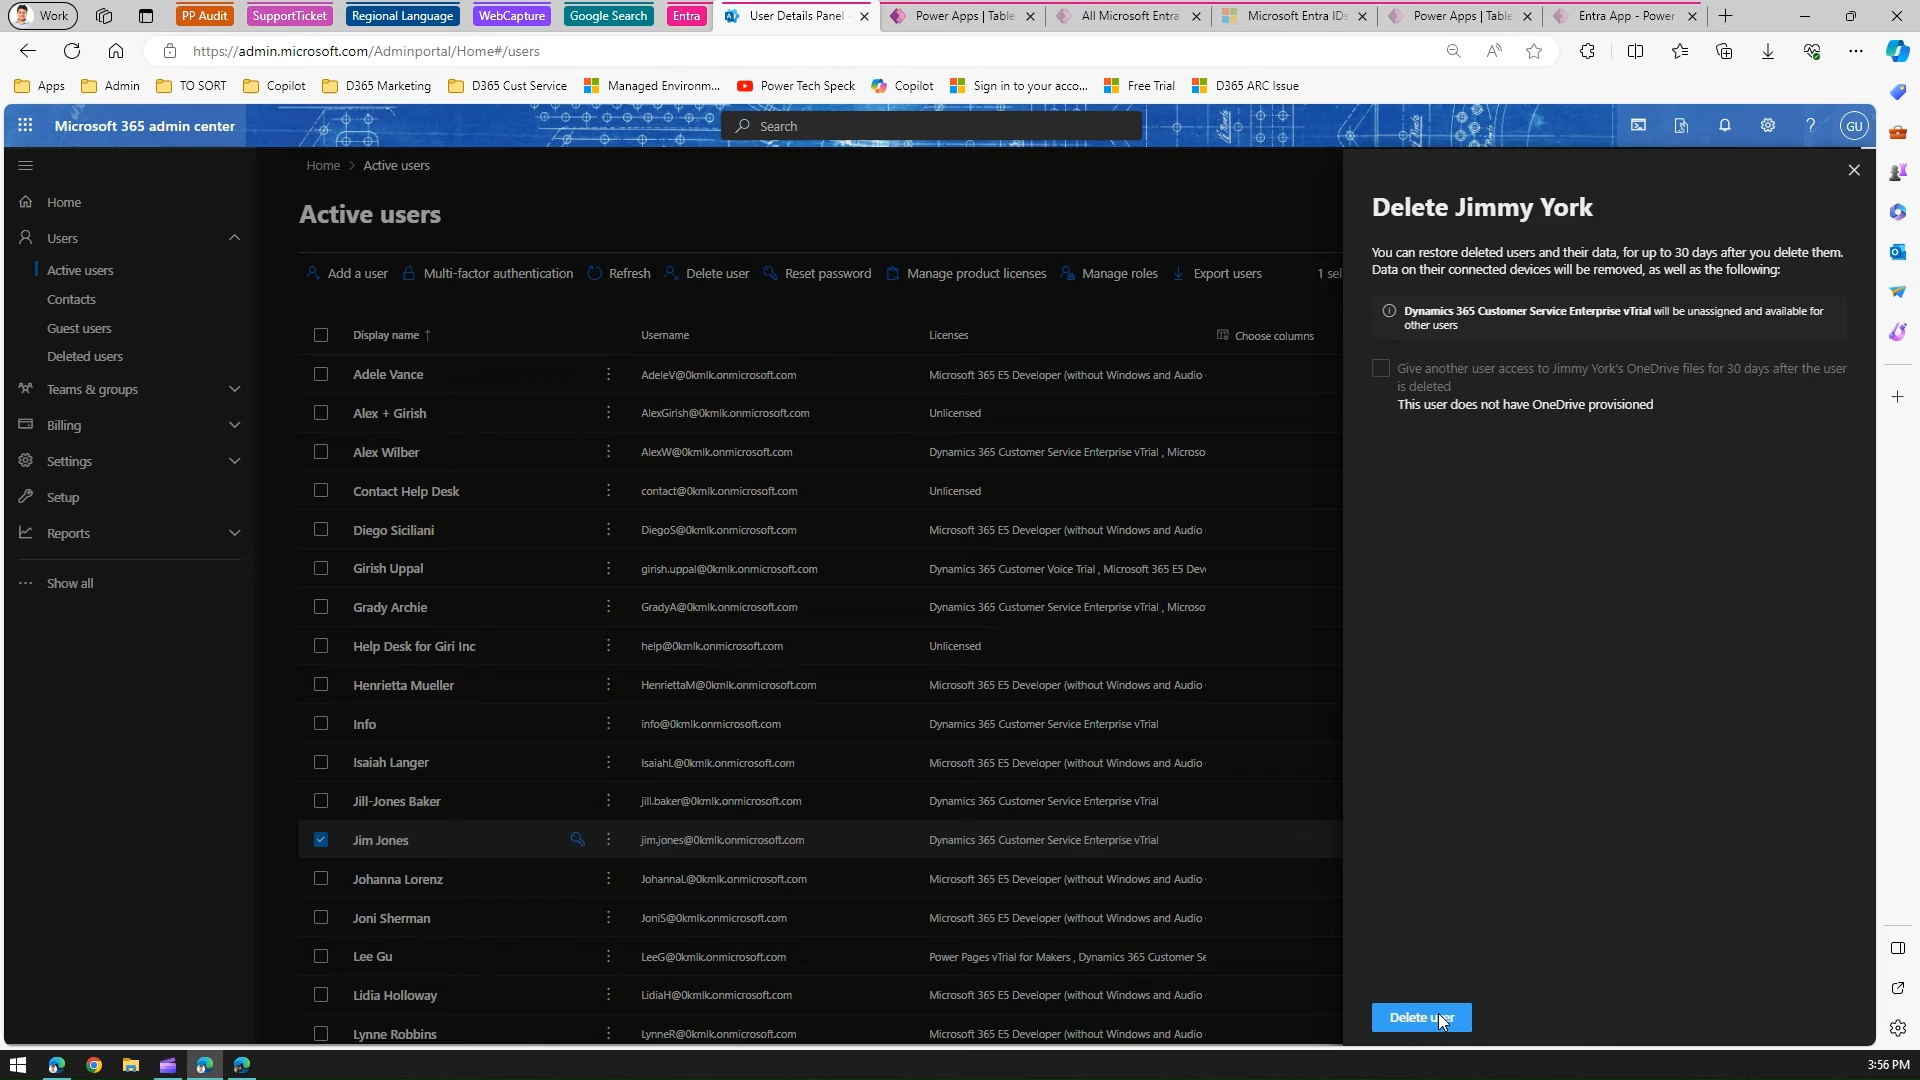 Work
PP Audit
SupportTicket
Regional Language
WebCapture
Google Search
Entra
User Details Panel
Power Apps | Table
All Microsoft Entra
Microsoft Entra IDs
Power Apps | Table
Entra App - Power
https://admin.microsoft.com/Adminportal/Home#/users
Apps
Admin
TO SORT
Copilot
D365 Marketing
D365 Cust Service
Managed Environm...
Power Tech Speck
Copilot
Sign in to your acco...
Free Trial
D365 ARC Issue
Microsoft 365 admin center
Search
GU
Home
Users
Active users
Contacts
Guest users
Deleted users
Teams & groups
Billing
Settings
Setup
Reports
Show all
Home > Active users
Active users
Add a user
Multi-factor authentication
Refresh
Delete user
Reset password
Manage product licenses
Manage roles
Export users
1 sel
Display name ↑ Username Licenses Choose columns
Adele Vance AdeleV@0kmlk.onmicrosoft.com Microsoft 365 E5 Developer (without Windows and Audio
Alex + Girish AlexGirish@0kmlk.onmicrosoft.com Unlicensed
Alex Wilber AlexW@0kmlk.onmicrosoft.com Dynamics 365 Customer Service Enterprise vTrial , Microso
Contact Help Desk contact@0kmlk.onmicrosoft.com Unlicensed
Diego Siciliani DiegoS@0kmlk.onmicrosoft.com Microsoft 365 E5 Developer (without Windows and Audio
Girish Uppal girish.uppal@0kmlk.onmicrosoft.com Dynamics 365 Customer Voice Trial , Microsoft 365 E5 Dev
Grady Archie GradyA@0kmlk.onmicrosoft.com Dynamics 365 Customer Service Enterprise vTrial , Microso
Help Desk for Giri Inc help@0kmlk.onmicrosoft.com Unlicensed
Henrietta Mueller HenriettaM@0kmlk.onmicrosoft.com Microsoft 365 E5 Developer (without Windows and Audio
Info info@0kmlk.onmicrosoft.com Dynamics 365 Customer Service Enterprise vTrial
Isaiah Langer IsaiahL@0kmlk.onmicrosoft.com Microsoft 365 E5 Developer (without Windows and Audio
Jill-Jones Baker jill.baker@0kmlk.onmicrosoft.com Dynamics 365 Customer Service Enterprise vTrial
Jim Jones jim.jones@0kmlk.onmicrosoft.com Dynamics 365 Customer Service Enterprise vTrial
Johanna Lorenz JohannaL@0kmlk.onmicrosoft.com Microsoft 365 E5 Developer (without Windows and Audio
Joni Sherman JoniS@0kmlk.onmicrosoft.com Microsoft 365 E5 Developer (without Windows and Audio
Lee Gu LeeG@0kmlk.onmicrosoft.com Power Pages vTrial for Makers , Dynamics 365 Customer Se
Lidia Holloway LidiaH@0kmlk.onmicrosoft.com Microsoft 365 E5 Developer (without Windows and Audio
Lynne Robbins LynneR@0kmlk.onmicrosoft.com Microsoft 365 E5 Developer (without Windows and Audio
Delete Jimmy York
You can restore deleted users and their data, for up to 30 days after you delete them.
Data on their connected devices will be removed, as well as the following:
Dynamics 365 Customer Service Enterprise vTrial will be unassigned and available for
other users
Give another user access to Jimmy York's OneDrive files for 30 days after the user
is deleted
This user does not have OneDrive provisioned
Delete user
3:56 PM